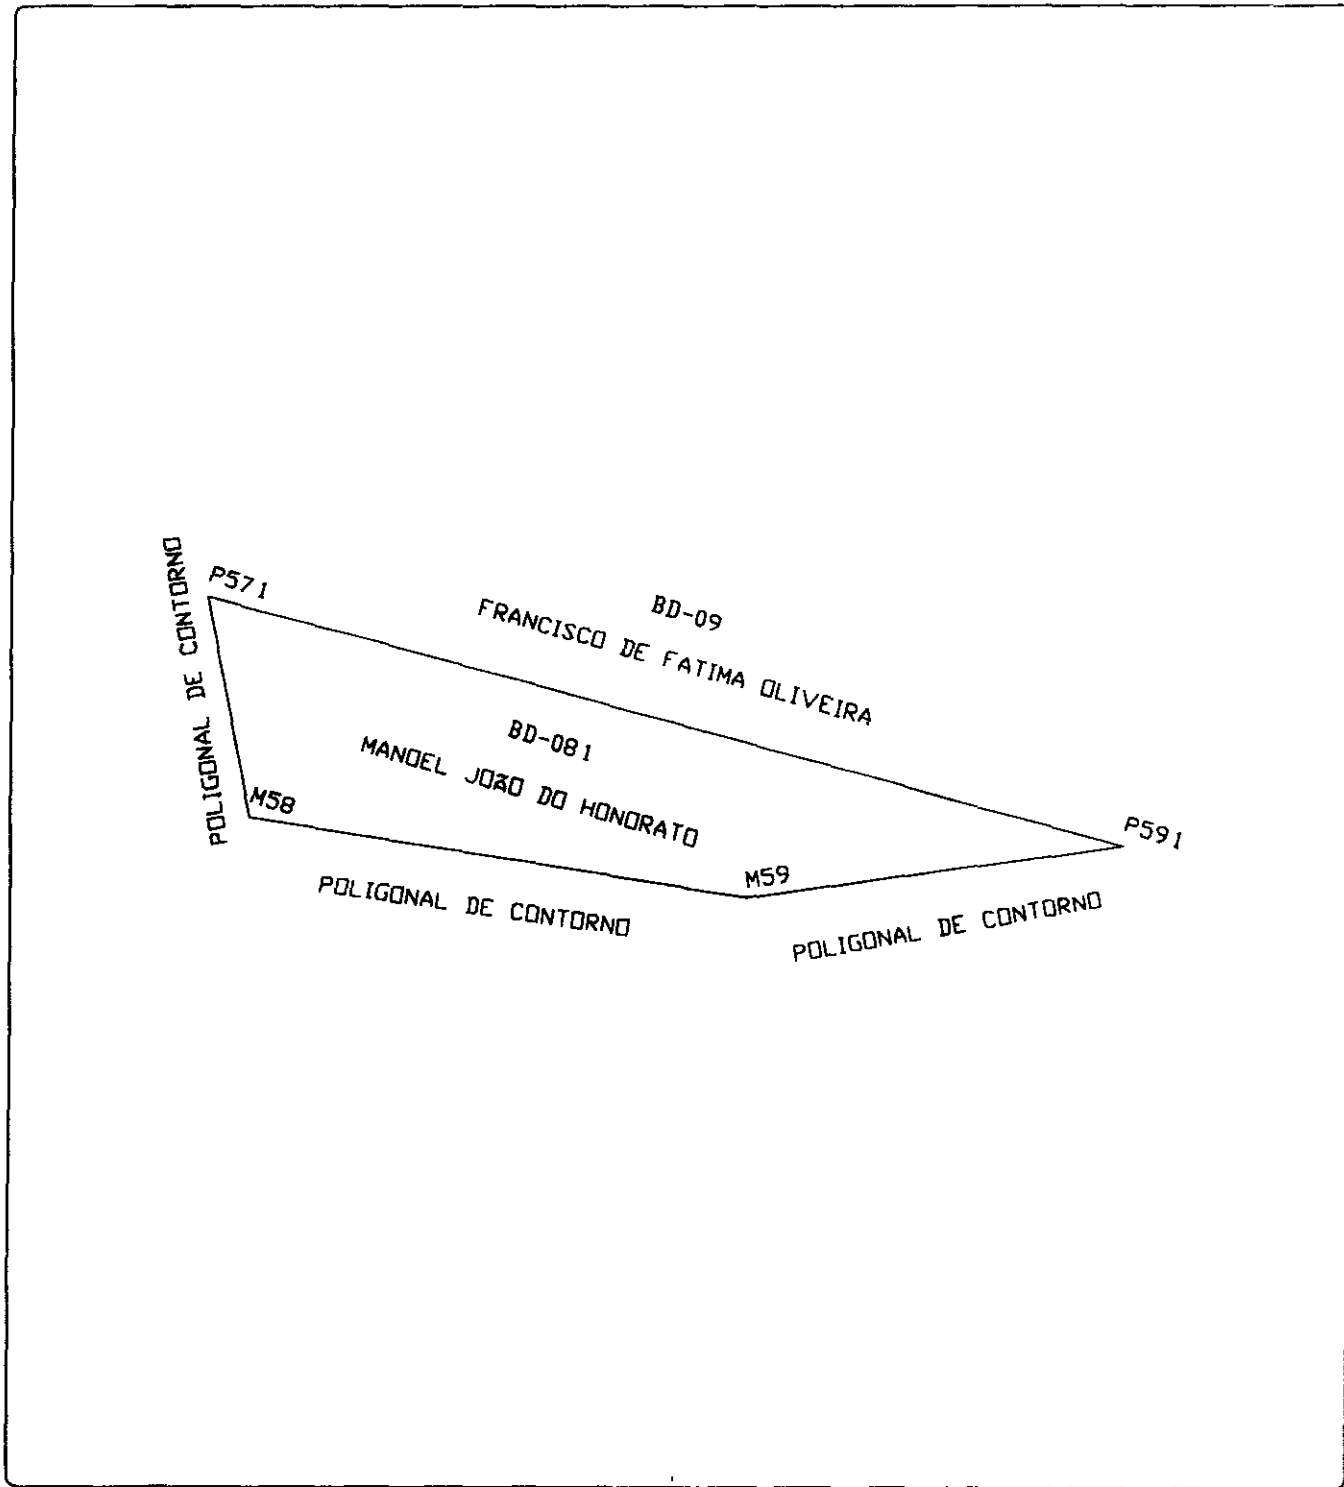 POLIGONAL DE CONTORNO
P571
BD-09
FRANCISCO DE FATIMA OLIVEIRA
BD-081
MANOEL JOÃO DO HONORATO
M58
P591
M59
POLIGONAL DE CONTORNO
POLIGONAL DE CONTORNO